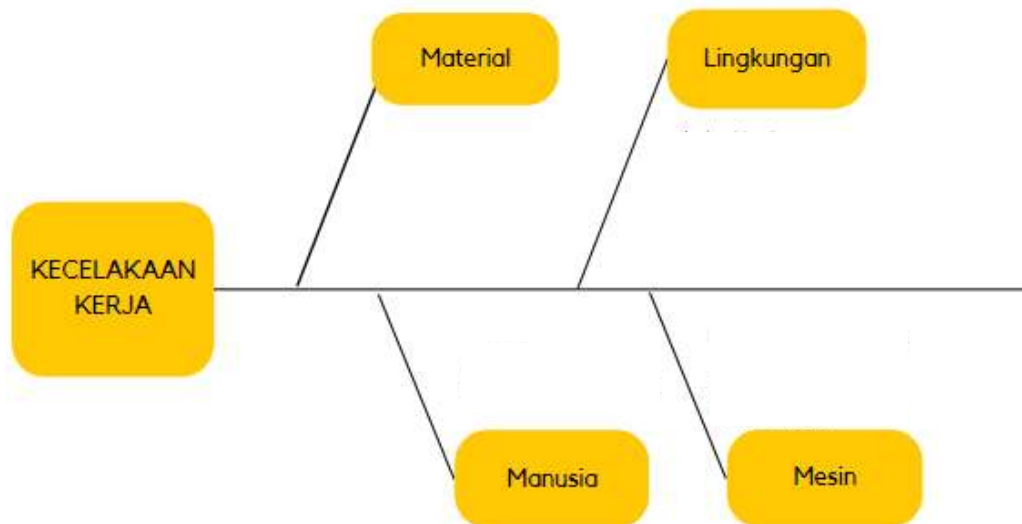 Material
Lingkungan
KECELAKAAN
KERJA
Manusia
Mesin